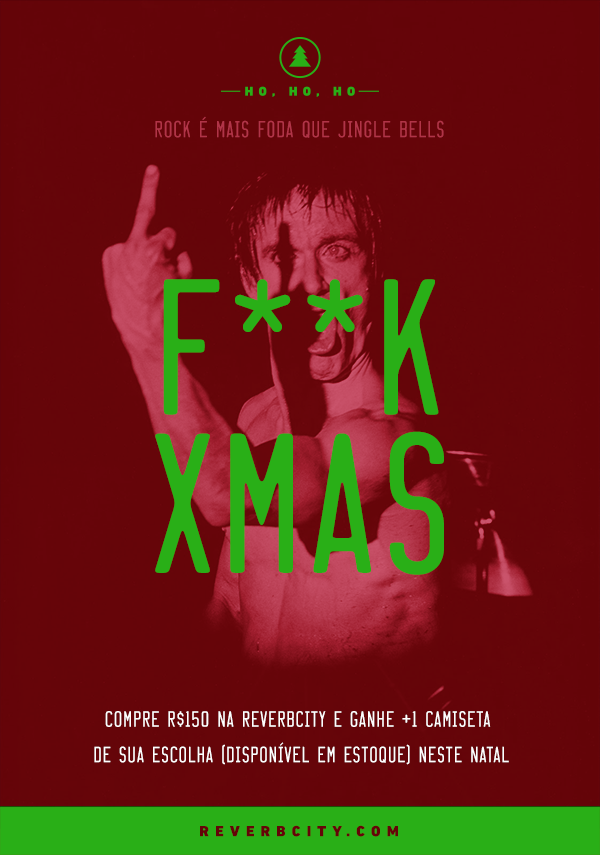 HO, HO, HO
ROCK É MAIS FODA QUE JINGLE BELLS
F**K
XMAS
COMPRE R$150 NA REVERBCITY E GANHE +1 CAMISETA
DE SUA ESCOLHA (DISPONÍVEL EM ESTOQUE) NESTE NATAL
REVERBCITY.COM